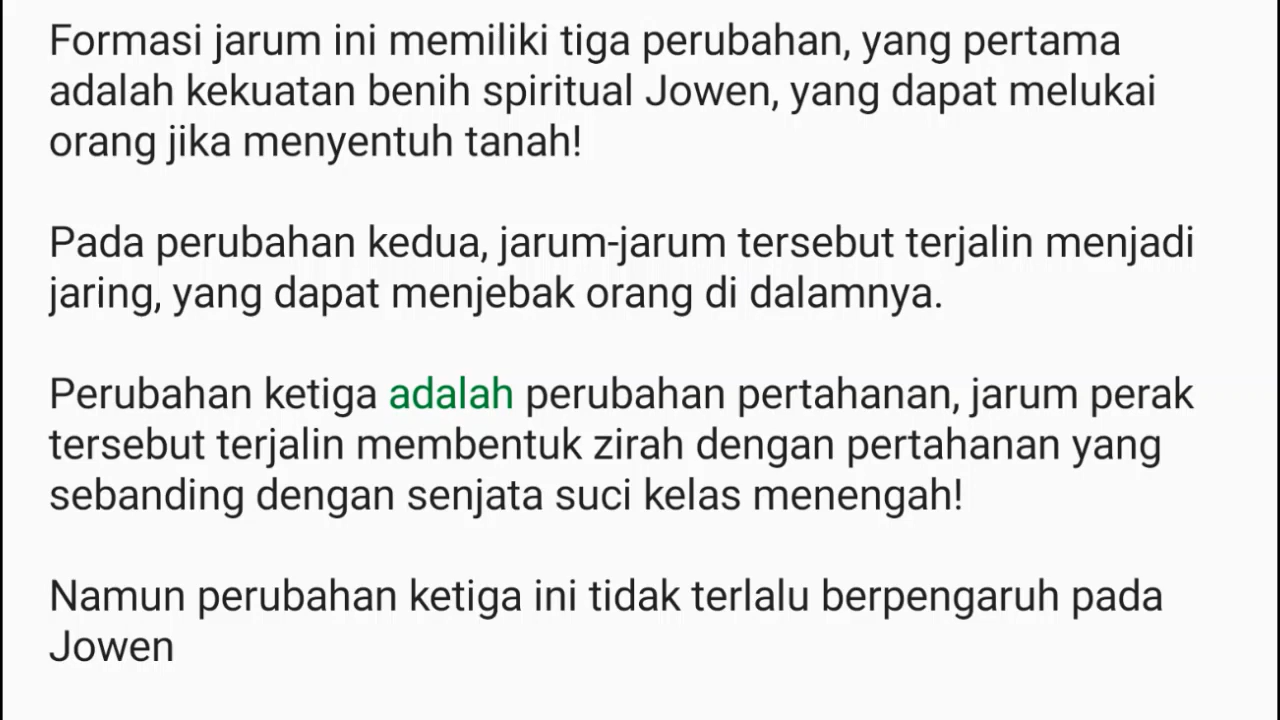 Formasi jarum ini memiliki tiga perubahan, yang pertama
adalah kekuatan benih spiritual Jowen, yang dapat melukai
orang jika menyentuh tanah!
Pada perubahan kedua, jarum-jarum tersebut terjalin menjadi
jaring, yang dapat menjebak orang di dalamnya.
Perubahan ketiga adalah perubahan pertahanan, jarum perak
tersebut terjalin membentuk zirah dengan pertahanan yang
sebanding dengan senjata suci kelas menengah!
Namun perubahan ketiga ini tidak terlalu berpengaruh pada
Jowen